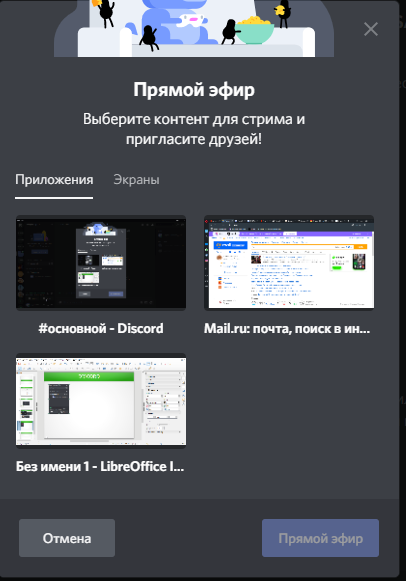 Прямой эфир
Выберите контент для стрима и
пригласите друзей!
Приложения Экраны
#основной - Discord
Mail.ru: почта, поиск в ин...
Без имени 1 - LibreOffice I...
Отмена
Прямой эфир